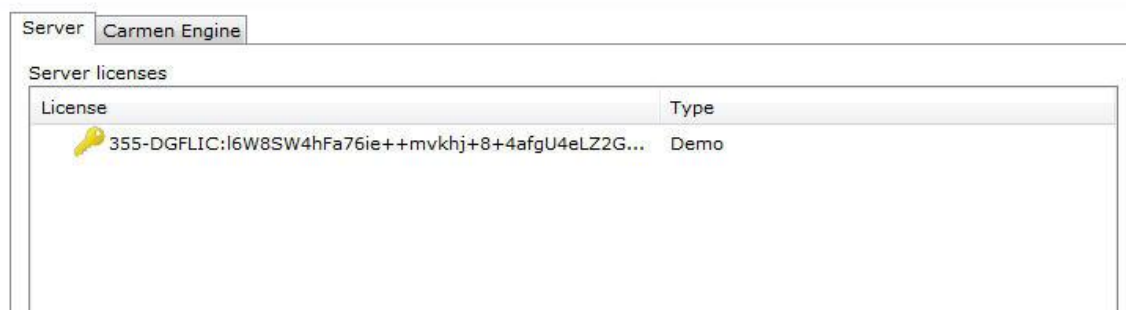 Server Carmen Engine
Server licenses
License Type
355-DGFLIC:l6W8SW4hFa76ie++mvkhj+8+4afgU4eLZ2G... Demo